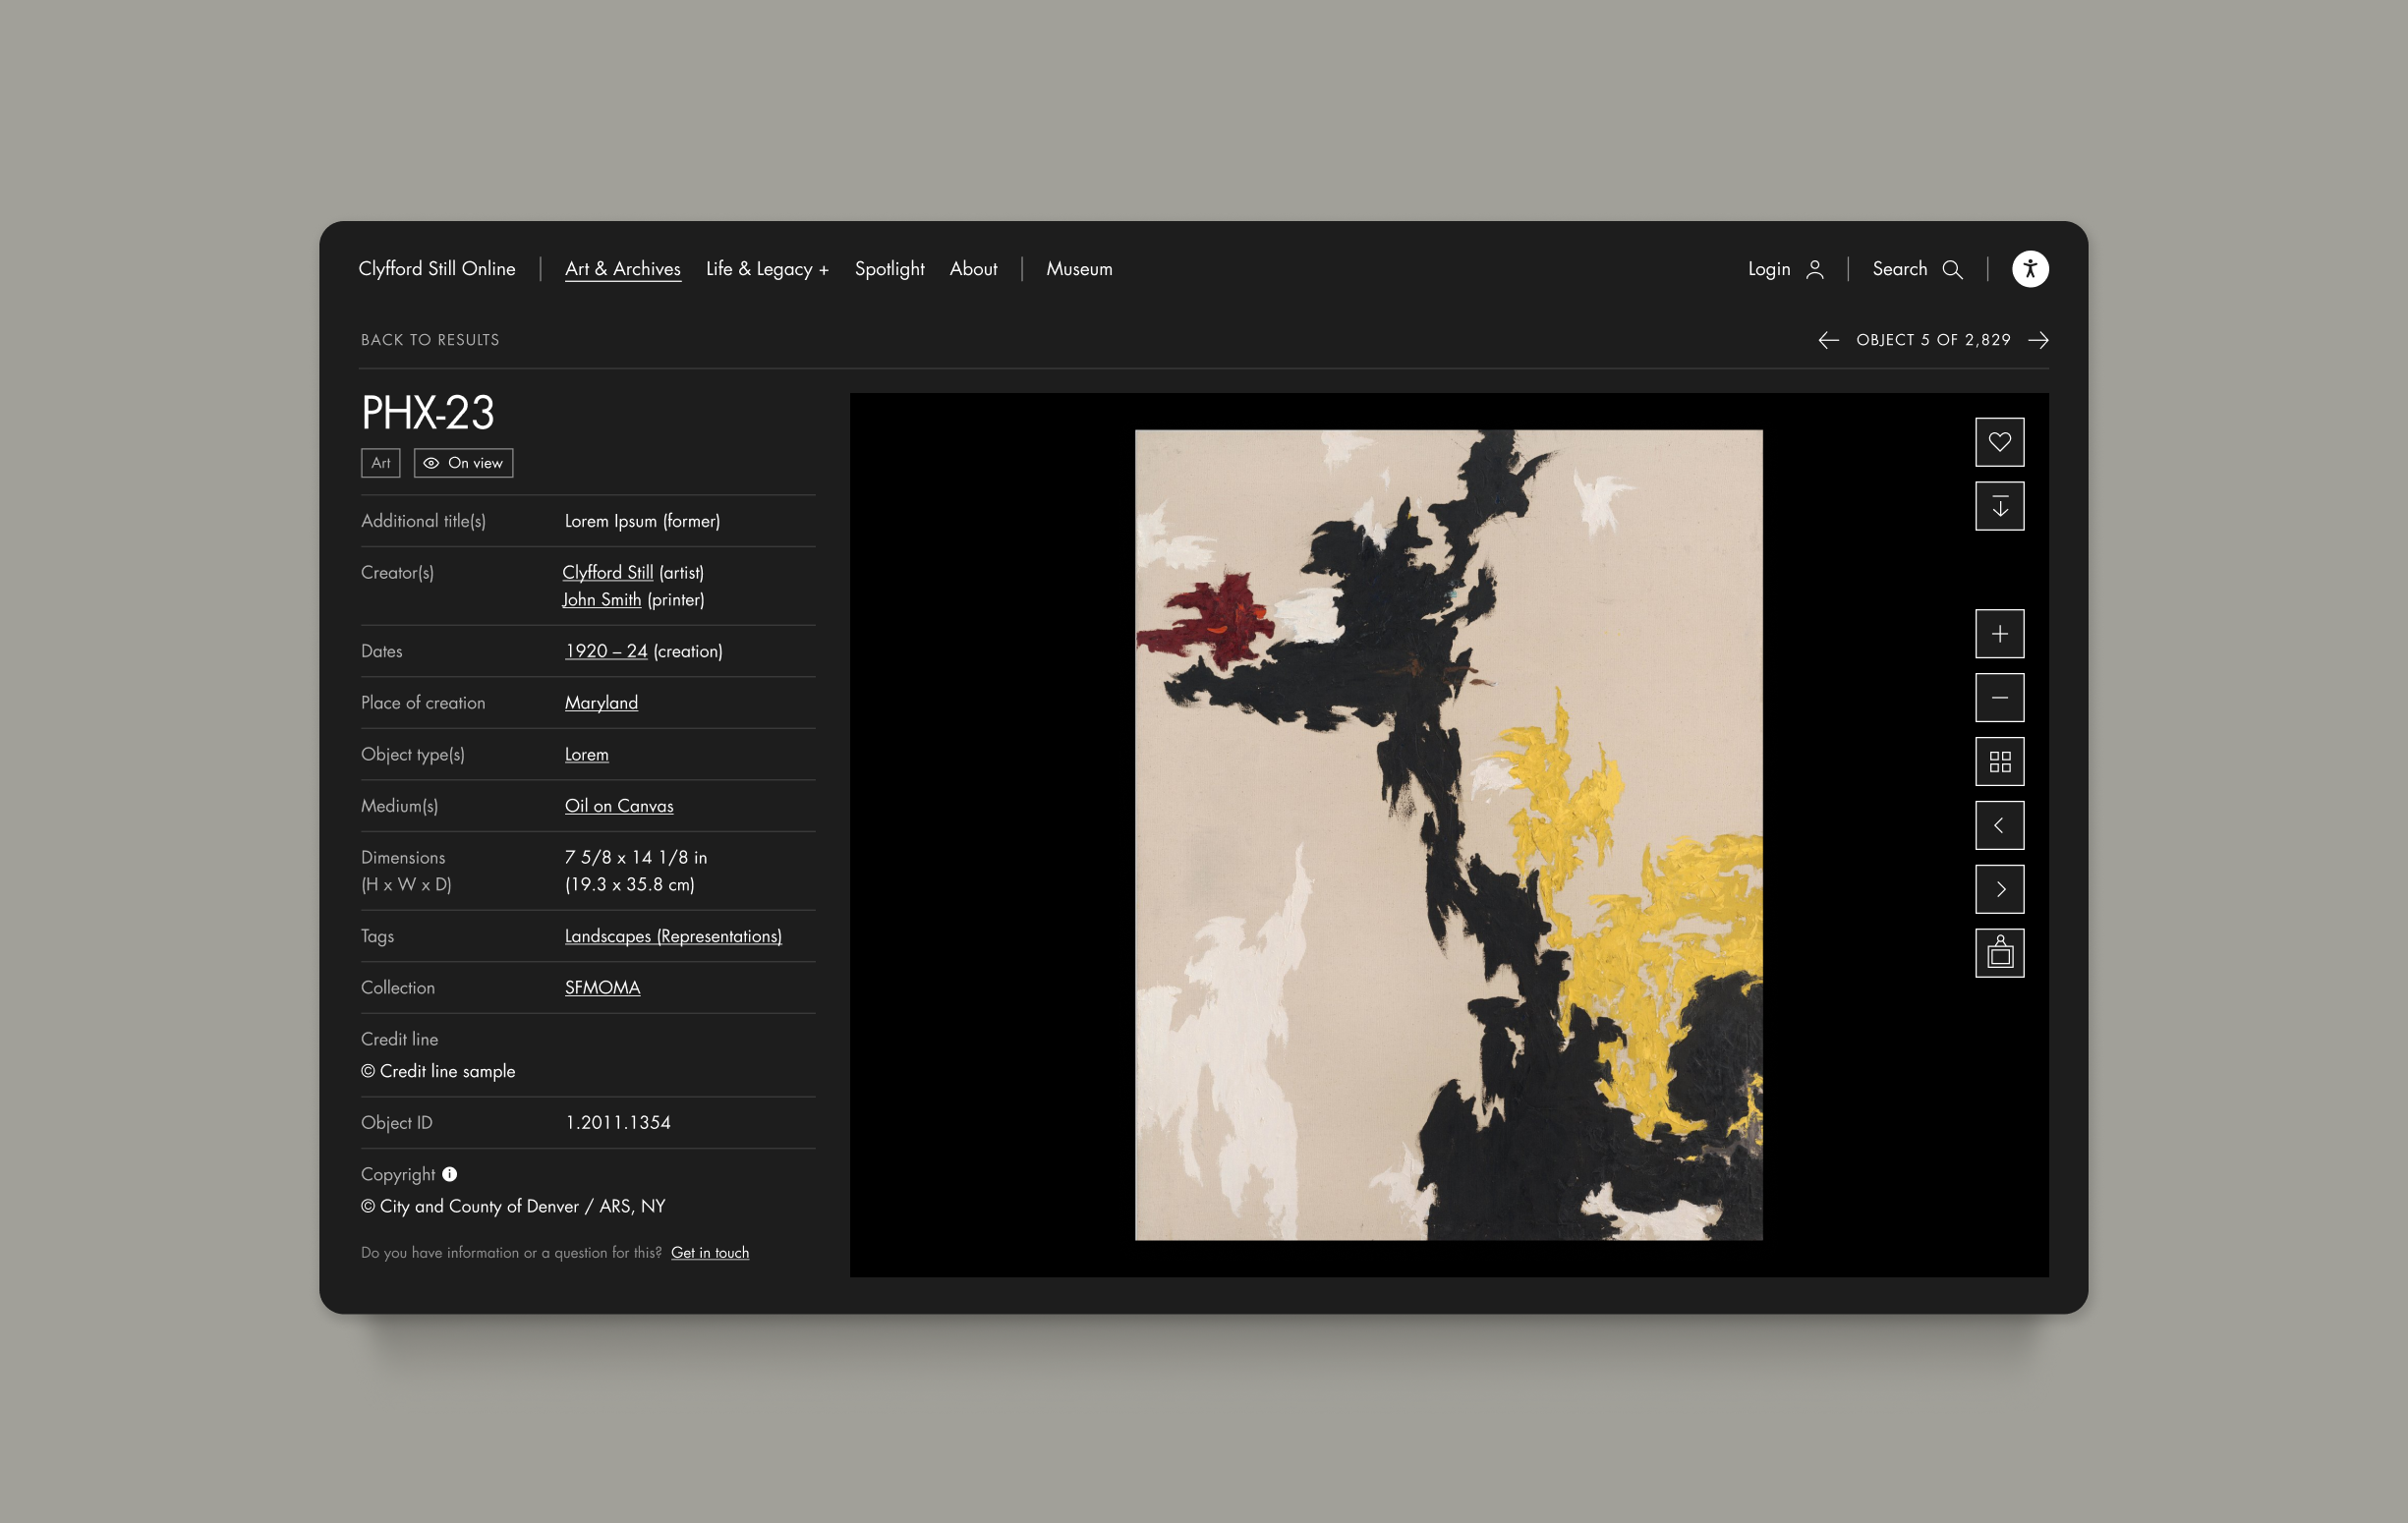 Clyfford Still Online Art & Archives Life & Legacy + Spotlight About Museum Login Search
BACK TO RESULTS OBJECT 5 OF 2,829
PHX-23
Art On view
Additional title(s) Lorem Ipsum (former)
Creator(s) Clyfford Still (artist)
John Smith (printer)
Dates 1920 – 24 (creation)
Place of creation Maryland
Object type(s) Lorem
Medium(s) Oil on Canvas
Dimensions 7 5/8 x 14 1/8 in
(H x W x D) (19.3 x 35.8 cm)
Tags Landscapes (Representations)
Collection SFMOMA
Credit line
© Credit line sample
Object ID 1.2011.1354
Copyright
© City and County of Denver / ARS, NY
Do you have information or a question for this? Get in touch